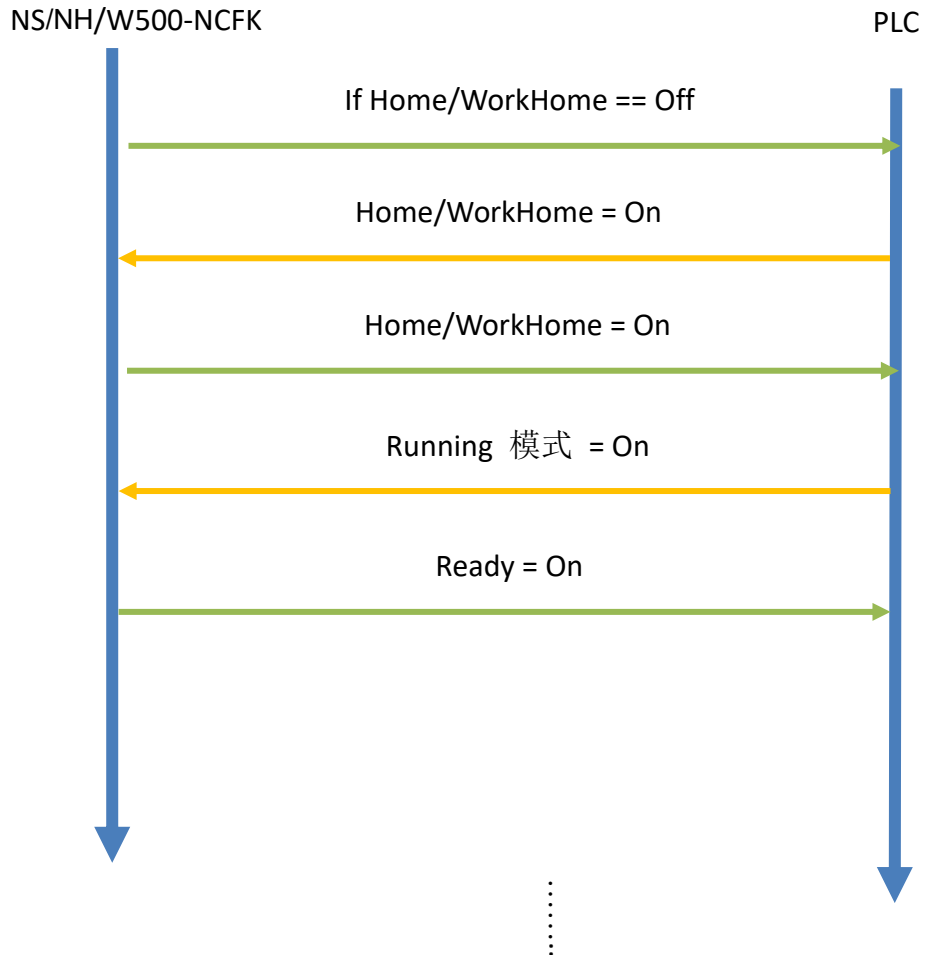 NS/NH/W500-NCFK
PLC
If Home/WorkHome == Off
Home/WorkHome = On
Home/WorkHome = On
Running 模式 = On
Ready = On